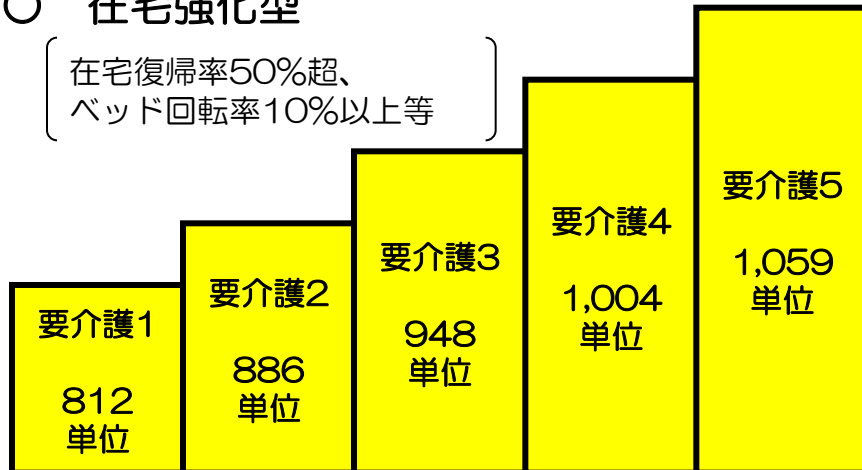 ○ 在宅強化型
在宅復帰率50%超、
ベッド回転率10%以上等
要介護1
812
単位
要介護2
886
単位
要介護3
948
単位
要介護4
1,004
単位
要介護5
1,059
単位